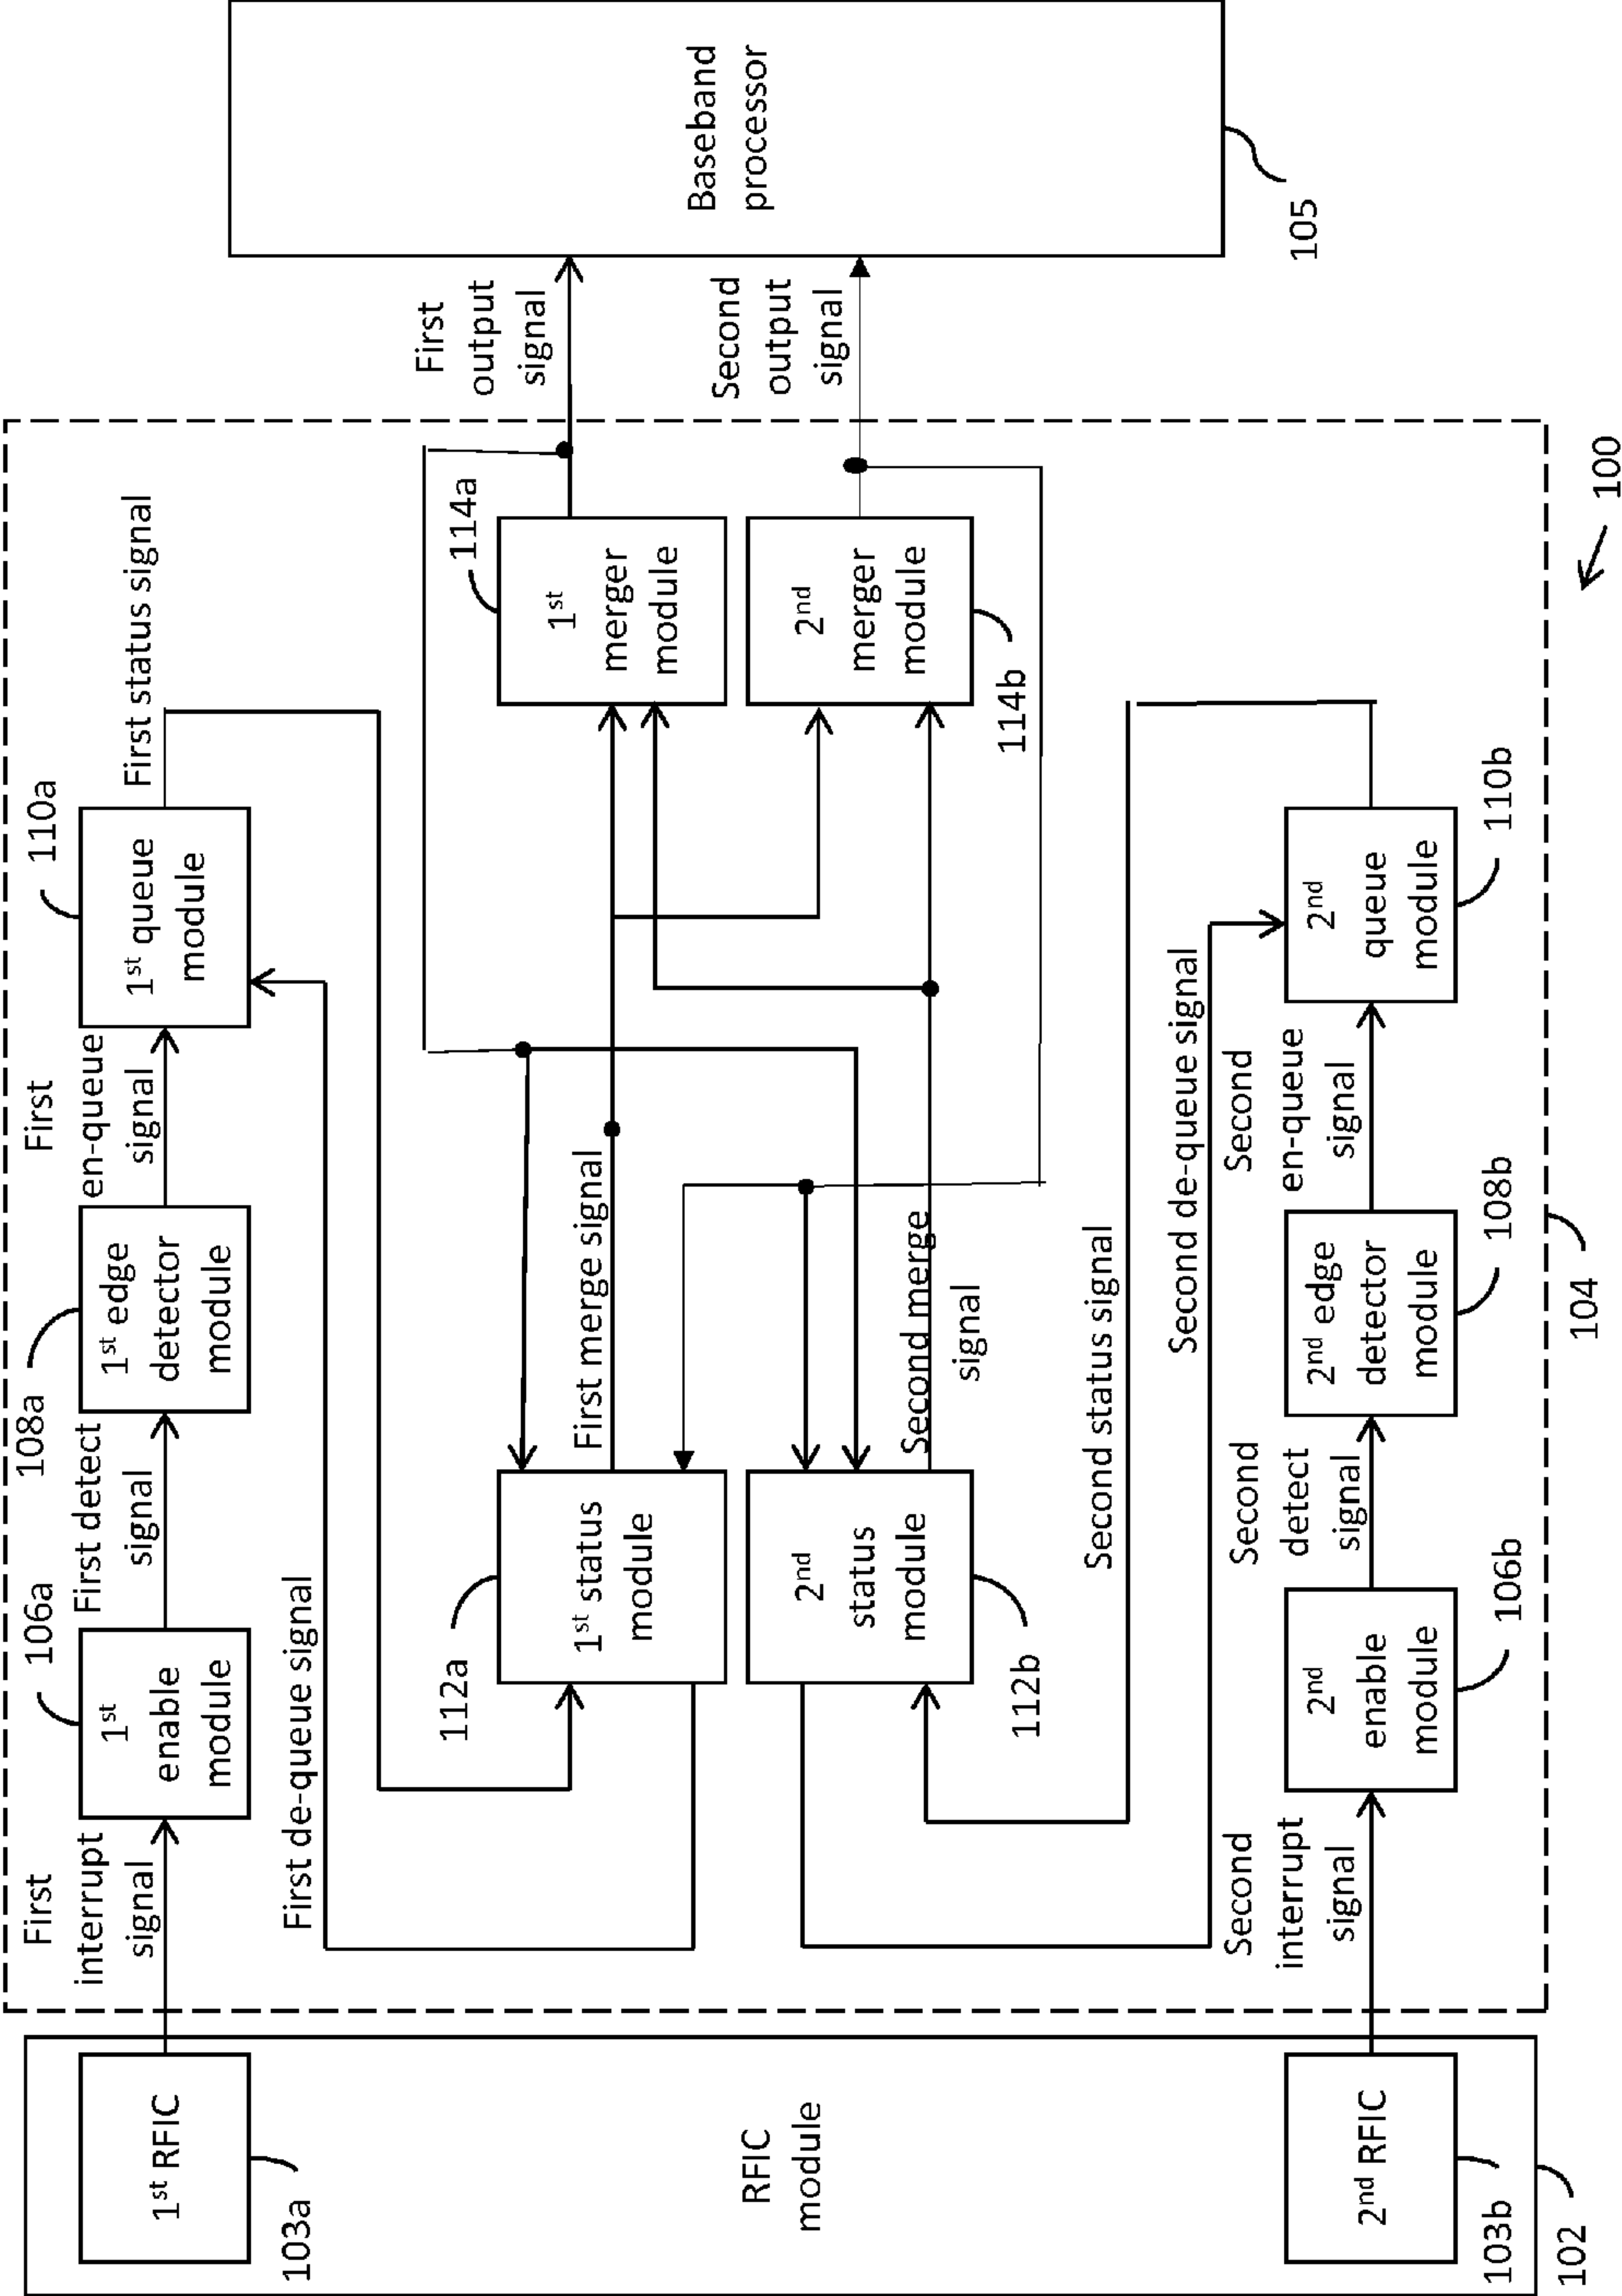 1st RFIC
103a
RFIC
module
2nd RFIC
103b
102
First
interrupt
signal
1st
enable
module
106a
First detect
signal
1st edge
detector
module
108a
First
en-queue
signal
1st queue
module
110a
First status signal
First de-queue signal
1st status
module
112a
First merge signal
1st
merger
module
114a
First
output
signal
2nd
status
module
112b
Second merge
signal
2nd
merger
module
114b
Second
output
signal
Baseband
processor
105
Second status signal
Second de-queue signal
Second
interrupt
signal
2nd
enable
module
106b
Second
detect
signal
2nd edge
detector
module
108b
Second
en-queue
signal
2nd
queue
module
110b
104
100